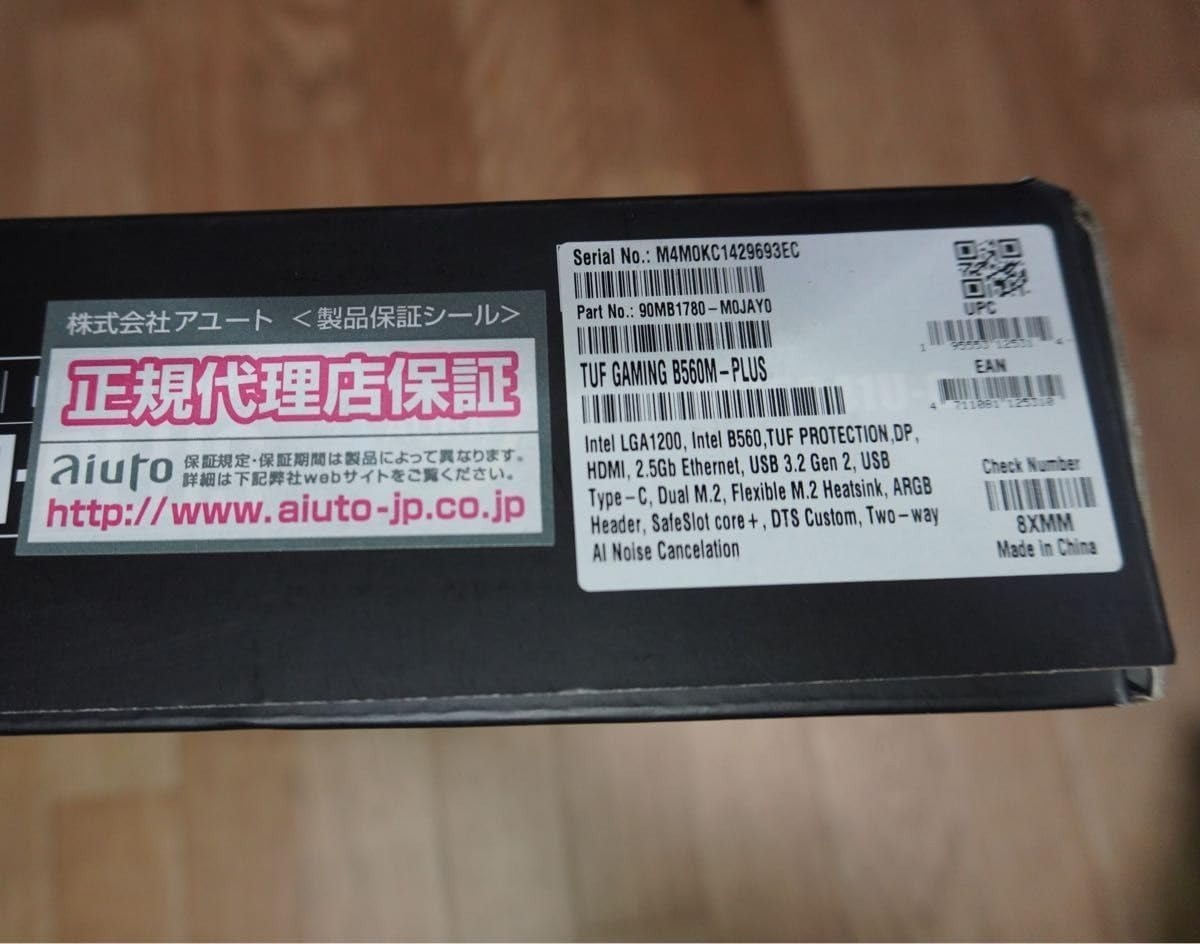 株式会社アユート ＜製品保証シール＞
正規代理店保証
aiuto 保証規定・保証期間は製品によって異なります。
詳細は下記弊社webサイトをご覧ください。
http://www.aiuto-jp.co.jp
Serial No.: M4M0KC1429693EC
Part No.: 90MB1780-M0JAY0
TUF GAMING B560M-PLUS
Intel LGA1200, Intel B560,TUF PROTECTION,DP,
HDMI, 2.5Gb Ethernet, USB 3.2 Gen 2, USB
Type-C, Dual M.2, Flexible M.2 Heatsink, ARGB
Header, SafeSlot core+, DTS Custom, Two-way
AI Noise Cancelation
UPC
EAN
4 711081 125310
Check Number
8XMM
Made in China